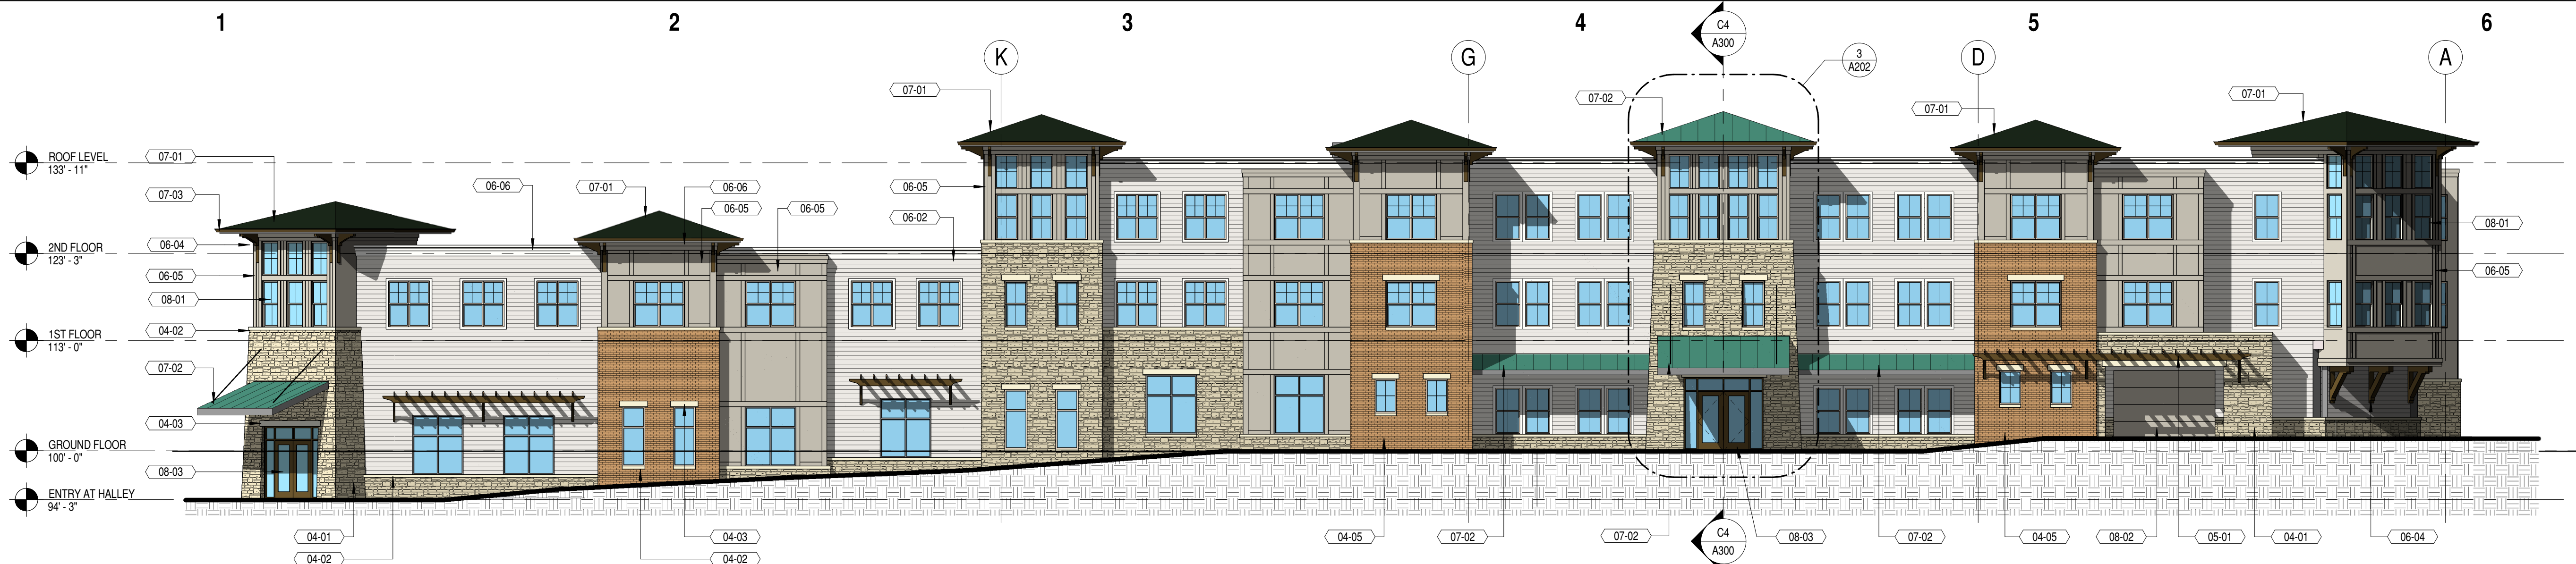 1
2
3
4
5
6
C4
A300
3
A202
K
G
D
A
07-01
07-02
07-01
07-01
ROOF LEVEL
133' - 11"
07-01
07-03
06-06
07-01
06-06
06-05
06-05
06-05
06-02
2ND FLOOR
123' - 3"
06-04
06-05
08-01
08-01
06-05
04-02
1ST FLOOR
113' - 0"
07-02
04-03
GROUND FLOOR
100' - 0"
08-03
ENTRY AT HALLEY
94' - 3"
04-01
04-02
04-03
04-02
04-05
07-02
07-02
C4
A300
08-03
07-02
04-05
08-02
05-01
04-01
06-04